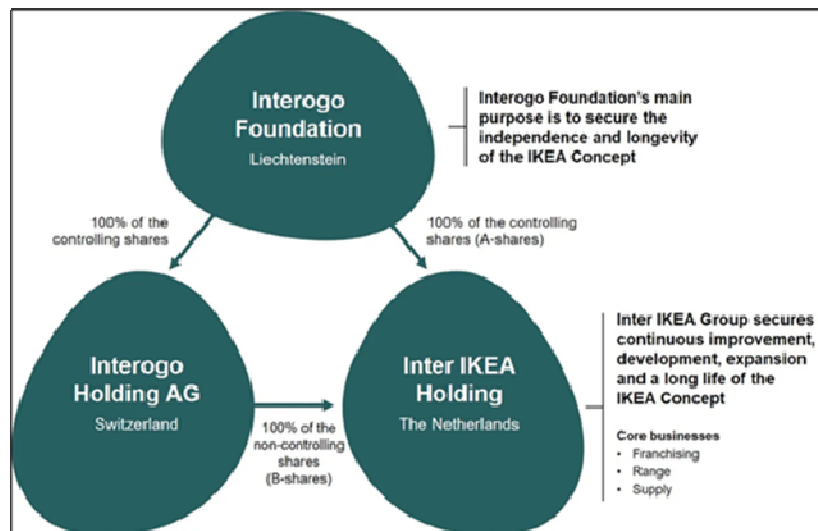 Interogo
Foundation
Liechtenstein
Interogo Foundation's main
purpose is to secure the
independence and longevity
of the IKEA Concept
100% of the
controlling shares
100% of the controlling
shares (A-shares)
Interogo
Holding AG
Switzerland
100% of the
non-controlling
shares
(B-shares)
Inter IKEA
Holding
The Netherlands
Inter IKEA Group secures
continuous improvement,
development, expansion
and a long life of the
IKEA Concept
Core businesses
• Franchising
• Range
• Supply